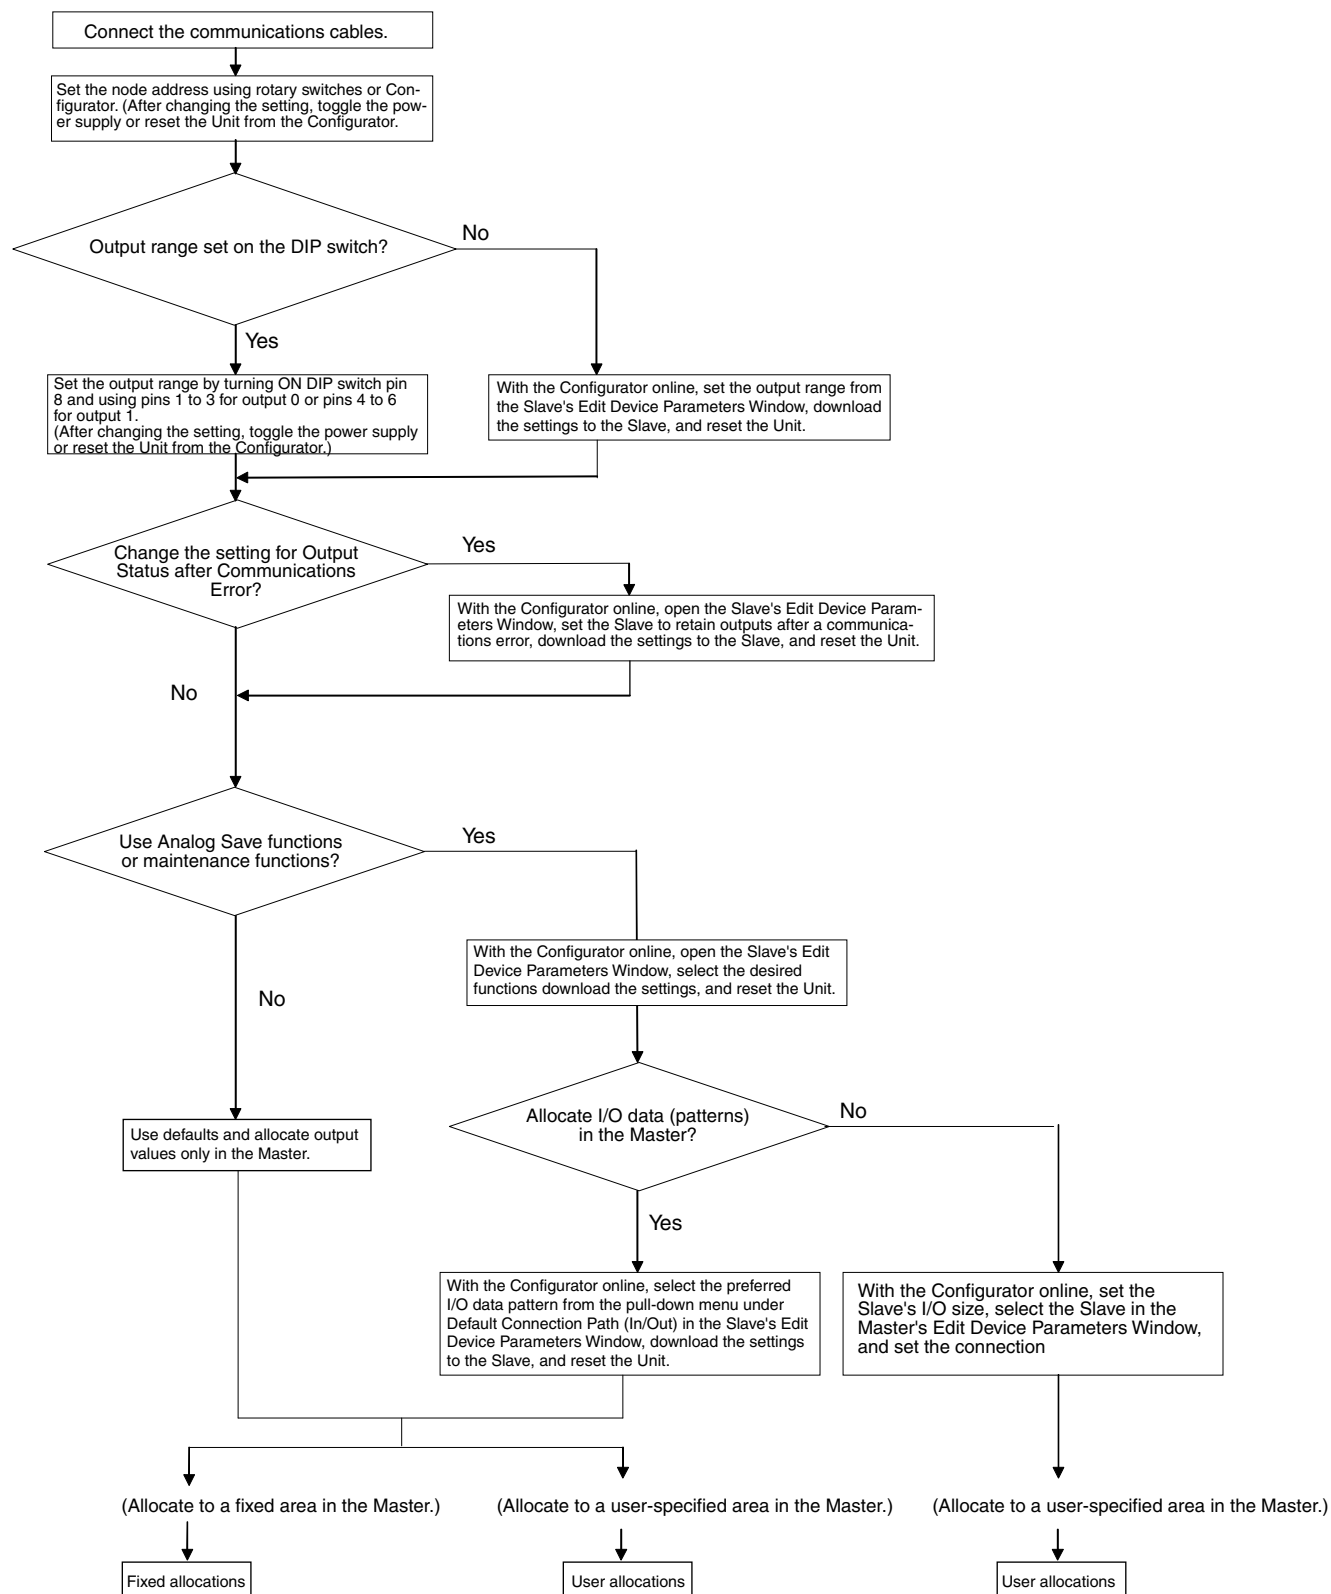 Connect the communications cables.
Set the node address using rotary switches or Con-
figurator. (After changing the setting, toggle the pow-
er supply or reset the Unit from the Configurator.
Output range set on the DIP switch?
No
Yes
Set the output range by turning ON DIP switch pin
8 and using pins 1 to 3 for output 0 or pins 4 to 6
for output 1.
(After changing the setting, toggle the power supply
or reset the Unit from the Configurator.)
With the Configurator online, set the output range from
the Slave's Edit Device Parameters Window, download
the settings to the Slave, and reset the Unit.
Change the setting for Output
Status after Communications
Error?
Yes
With the Configurator online, open the Slave's Edit Device Param-
eters Window, set the Slave to retain outputs after a communica-
tions error, download the settings to the Slave, and reset the Unit.
No
Use Analog Save functions
or maintenance functions?
Yes
With the Configurator online, open the Slave's Edit
Device Parameters Window, select the desired
functions download the settings, and reset the Unit.
No
Allocate I/O data (patterns)
in the Master?
No
Use defaults and allocate output
values only in the Master.
Yes
With the Configurator online, select the preferred
I/O data pattern from the pull-down menu under
Default Connection Path (In/Out) in the Slave's Edit
Device Parameters Window, download the settings
to the Slave, and reset the Unit.
With the Configurator online, set the
Slave's I/O size, select the Slave in the
Master's Edit Device Parameters Window,
and set the connection
(Allocate to a fixed area in the Master.)
(Allocate to a user-specified area in the Master.)
(Allocate to a user-specified area in the Master.)
Fixed allocations
User allocations
User allocations